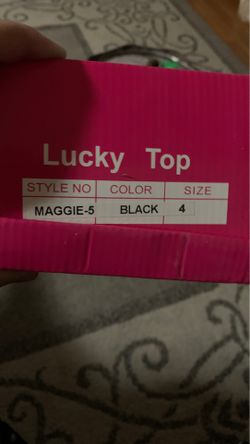 Lucky Top
STYLE NO COLOR SIZE
MAGGIE-5 BLACK 4